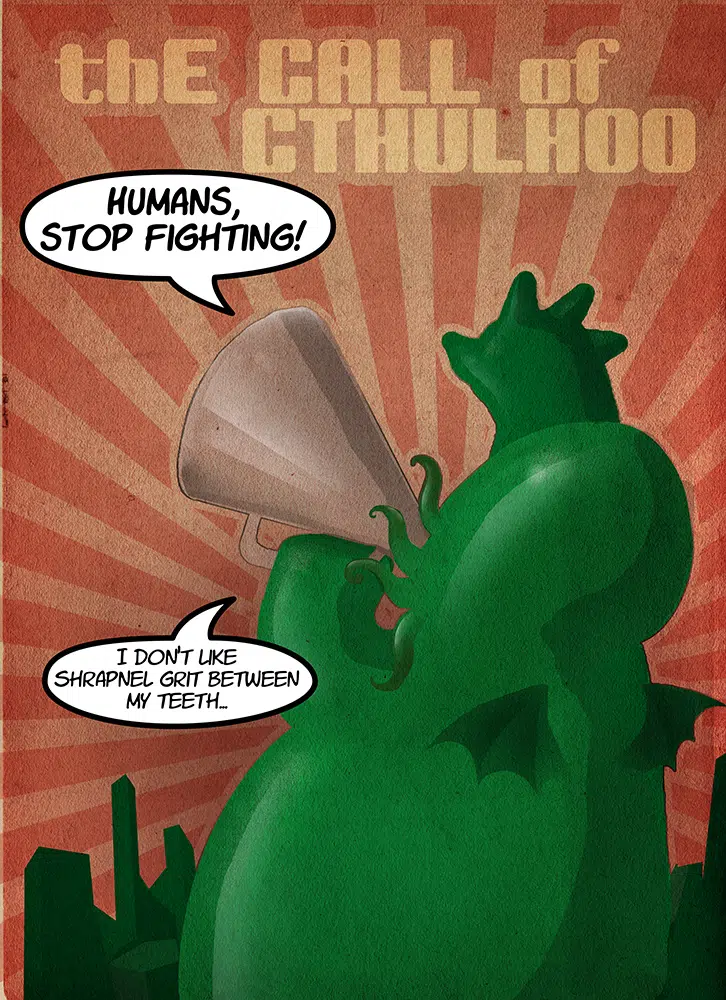 thE CALL of
CTHULHOO
HUMANS,
STOP FIGHTING!
I DON'T LIKE
SHRAPNEL GRIT BETWEEN
MY TEETH...